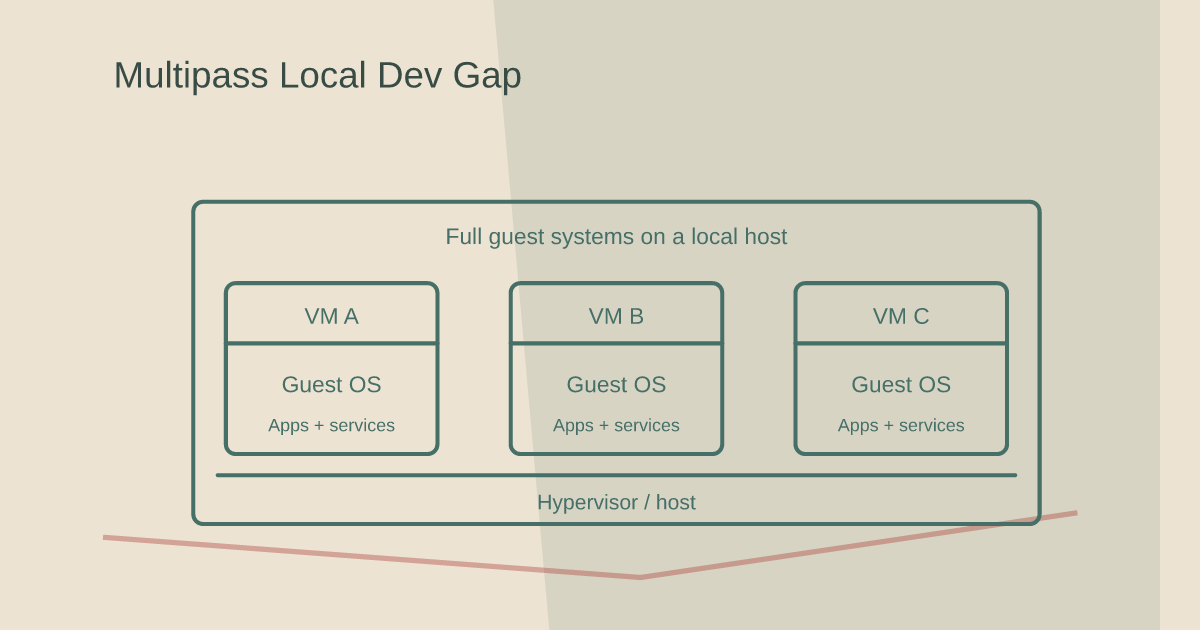 Multipass Local Dev Gap
Full guest systems on a local host
VM A
VM B
VM C
Guest OS
Guest OS
Guest OS
Apps + services
Apps + services
Apps + services
Hypervisor / host